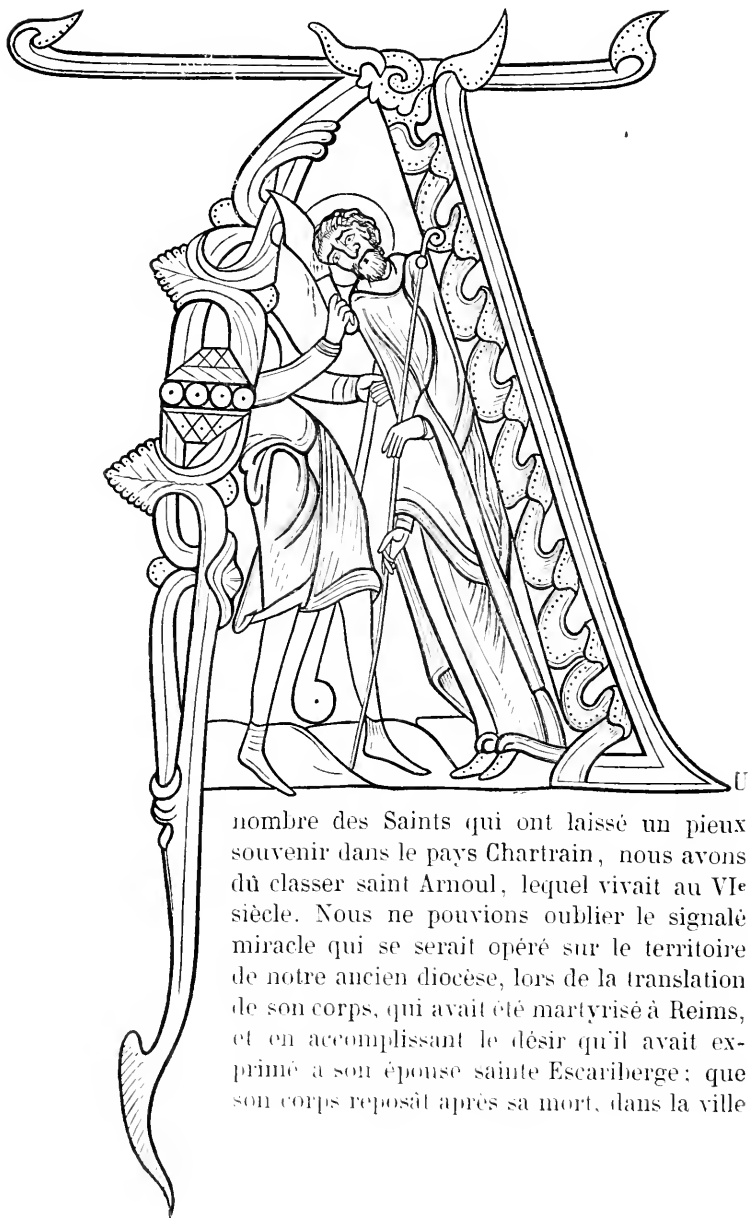 AU
nombre des Saints qui ont laissé un pieux
souvenir dans le pays Chartrain, nous avons
dû classer saint Arnoul, lequel vivait au VIe
siècle. Nous ne pouvions oublier le signalé
miracle qui se serait opéré sur le territoire
de notre ancien diocèse, lors de la translation
de son corps, qui avait été martyrisé à Reims,
et en accomplissant le désir qu'il avait ex-
primé a son épouse sainte Escariberge; que
son corps reposât après sa mort, dans la ville